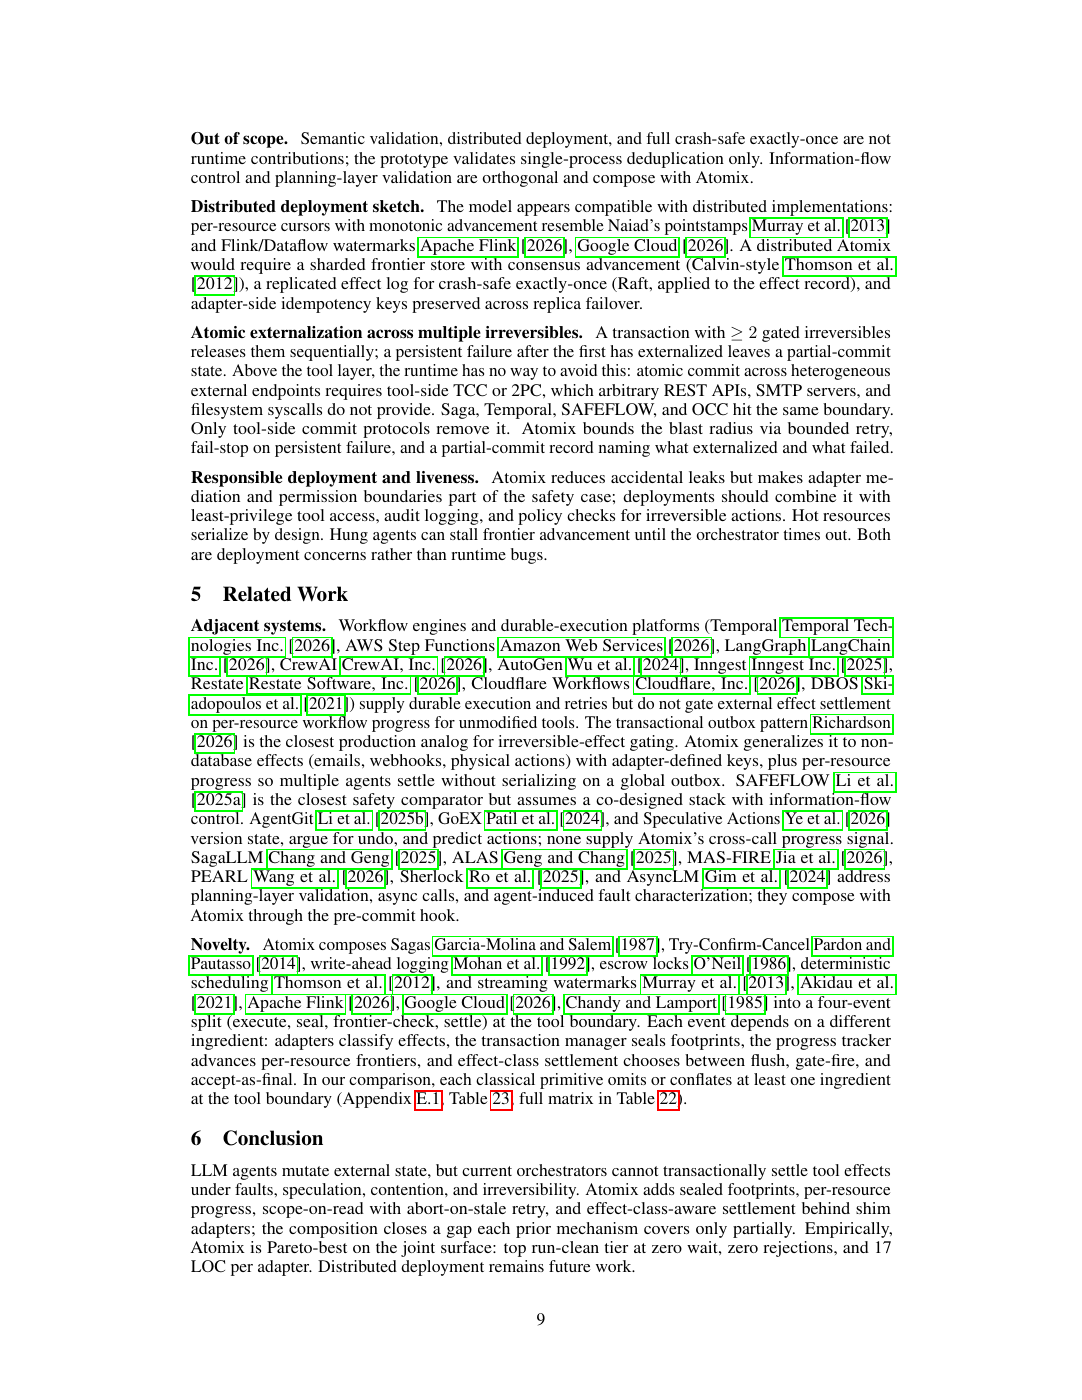 Out of scope. Semantic validation, distributed deployment, and full crash-safe exactly-once are not
runtime contributions; the prototype validates single-process deduplication only. Information-flow
control and planning-layer validation are orthogonal and compose with Atomix.
Distributed deployment sketch. The model appears compatible with distributed implementations:
per-resource cursors with monotonic advancement resemble Naiad's pointstamps Murray et al. [2013]
and Flink/Dataflow watermarks Apache Flink [2026], Google Cloud [2026]. A distributed Atomix
would require a sharded frontier store with consensus advancement (Calvin-style Thomson et al.
[2012]), a replicated effect log for crash-safe exactly-once (Raft, applied to the effect record), and
adapter-side idempotency keys preserved across replica failover.
Atomic externalization across multiple irreversibles. A transaction with ≥ 2 gated irreversibles
releases them sequentially; a persistent failure after the first has externalized leaves a partial-commit
state. Above the tool layer, the runtime has no way to avoid this: atomic commit across heterogeneous
external endpoints requires tool-side TCC or 2PC, which arbitrary REST APIs, SMTP servers, and
filesystem syscalls do not provide. Saga, Temporal, SAFEFLOW, and OCC hit the same boundary.
Only tool-side commit protocols remove it. Atomix bounds the blast radius via bounded retry,
fail-stop on persistent failure, and a partial-commit record naming what externalized and what failed.
Responsible deployment and liveness. Atomix reduces accidental leaks but makes adapter me-
diation and permission boundaries part of the safety case; deployments should combine it with
least-privilege tool access, audit logging, and policy checks for irreversible actions. Hot resources
serialize by design. Hung agents can stall frontier advancement until the orchestrator times out. Both
are deployment concerns rather than runtime bugs.
5 Related Work
Adjacent systems. Workflow engines and durable-execution platforms (Temporal Temporal Tech-
nologies Inc. [2026], AWS Step Functions Amazon Web Services [2026], LangGraph LangChain
Inc. [2026], CrewAI CrewAI, Inc. [2026], AutoGen Wu et al. [2024], Inngest Inngest Inc. [2025],
Restate Restate Software, Inc. [2026], Cloudflare Workflows Cloudflare, Inc. [2026], DBOS Ski-
adopoulos et al. [2021]) supply durable execution and retries but do not gate external effect settlement
on per-resource workflow progress for unmodified tools. The transactional outbox pattern Richardson
[2026] is the closest production analog for irreversible-effect gating. Atomix generalizes it to non-
database effects (emails, webhooks, physical actions) with adapter-defined keys, plus per-resource
progress so multiple agents settle without serializing on a global outbox. SAFEFLOW Li et al.
[2025a] is the closest safety comparator but assumes a co-designed stack with information-flow
control. AgentGit Li et al. [2025b], GoEX Patil et al. [2024], and Speculative Actions Ye et al. [2026]
version state, argue for undo, and predict actions; none supply Atomix's cross-call progress signal.
SagaLLM Chang and Geng [2025], ALAS Geng and Chang [2025], MAS-FIRE Jia et al. [2026],
PEARL Wang et al. [2026], Sherlock Ro et al. [2025], and AsyncLM Gim et al. [2024] address
planning-layer validation, async calls, and agent-induced fault characterization; they compose with
Atomix through the pre-commit hook.
Novelty. Atomix composes Sagas Garcia-Molina and Salem [1987], Try-Confirm-Cancel Pardon and
Pautasso [2014], write-ahead logging Mohan et al. [1992], escrow locks O'Neil [1986], deterministic
scheduling Thomson et al. [2012], and streaming watermarks Murray et al. [2013], Akidau et al.
[2021], Apache Flink [2026], Google Cloud [2026], Chandy and Lamport [1985] into a four-event
split (execute, seal, frontier-check, settle) at the tool boundary. Each event depends on a different
ingredient: adapters classify effects, the transaction manager seals footprints, the progress tracker
advances per-resource frontiers, and effect-class settlement chooses between flush, gate-fire, and
accept-as-final. In our comparison, each classical primitive omits or conflates at least one ingredient
at the tool boundary (Appendix E.1, Table 23; full matrix in Table 22).
6 Conclusion
LLM agents mutate external state, but current orchestrators cannot transactionally settle tool effects
under faults, speculation, contention, and irreversibility. Atomix adds sealed footprints, per-resource
progress, scope-on-read with abort-on-stale retry, and effect-class-aware settlement behind shim
adapters; the composition closes a gap each prior mechanism covers only partially. Empirically,
Atomix is Pareto-best on the joint surface: top run-clean tier at zero wait, zero rejections, and 17
LOC per adapter. Distributed deployment remains future work.
9